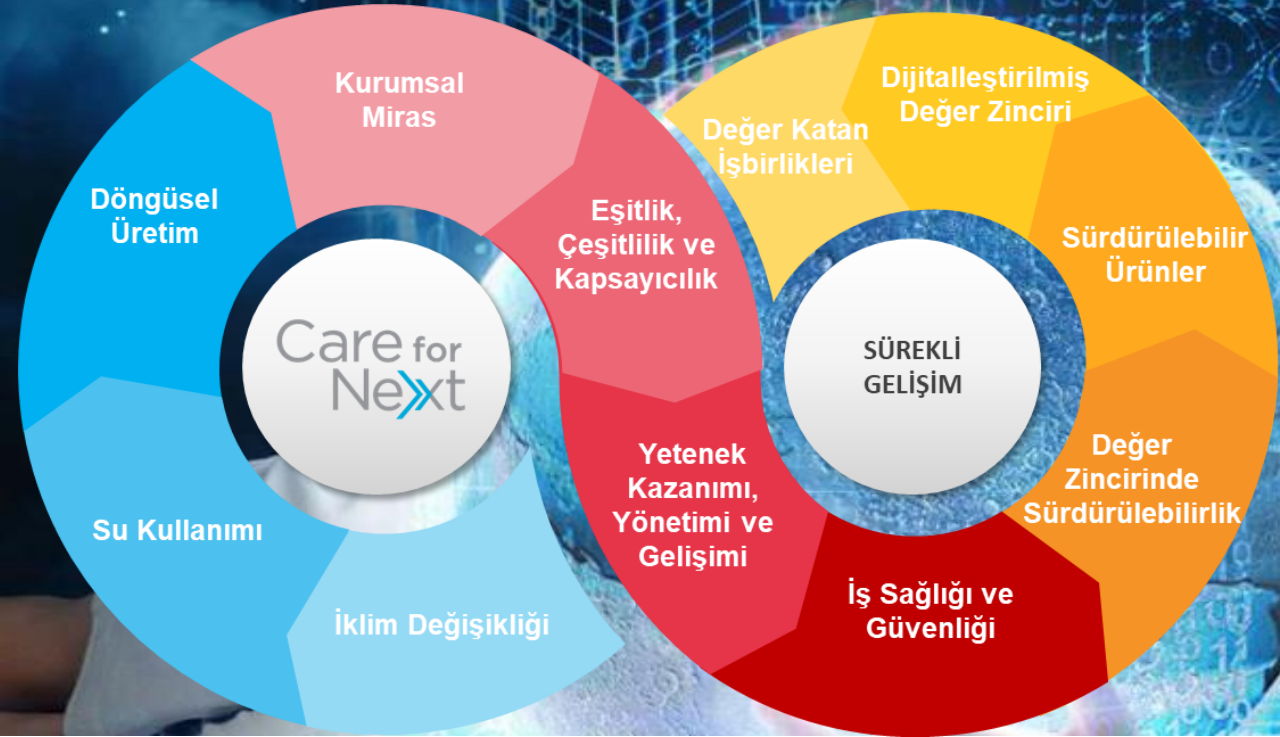 Kurumsal
Miras
Döngüsel
Üretim
Eşitlik,
Çeşitlilik ve
Kapsayıcılık
Değer Katan
İşbirlikleri
Dijitalleştirilmiş
Değer Zinciri
Sürdürülebilir
Ürünler
Care for
Next
SÜREKLİ
GELİŞİM
Su Kullanımı
İklim Değişikliği
Yetenek
Kazanımı,
Yönetimi ve
Gelişimi
İş Sağlığı ve
Güvenliği
Değer
Zincirinde
Sürdürülebilirlik